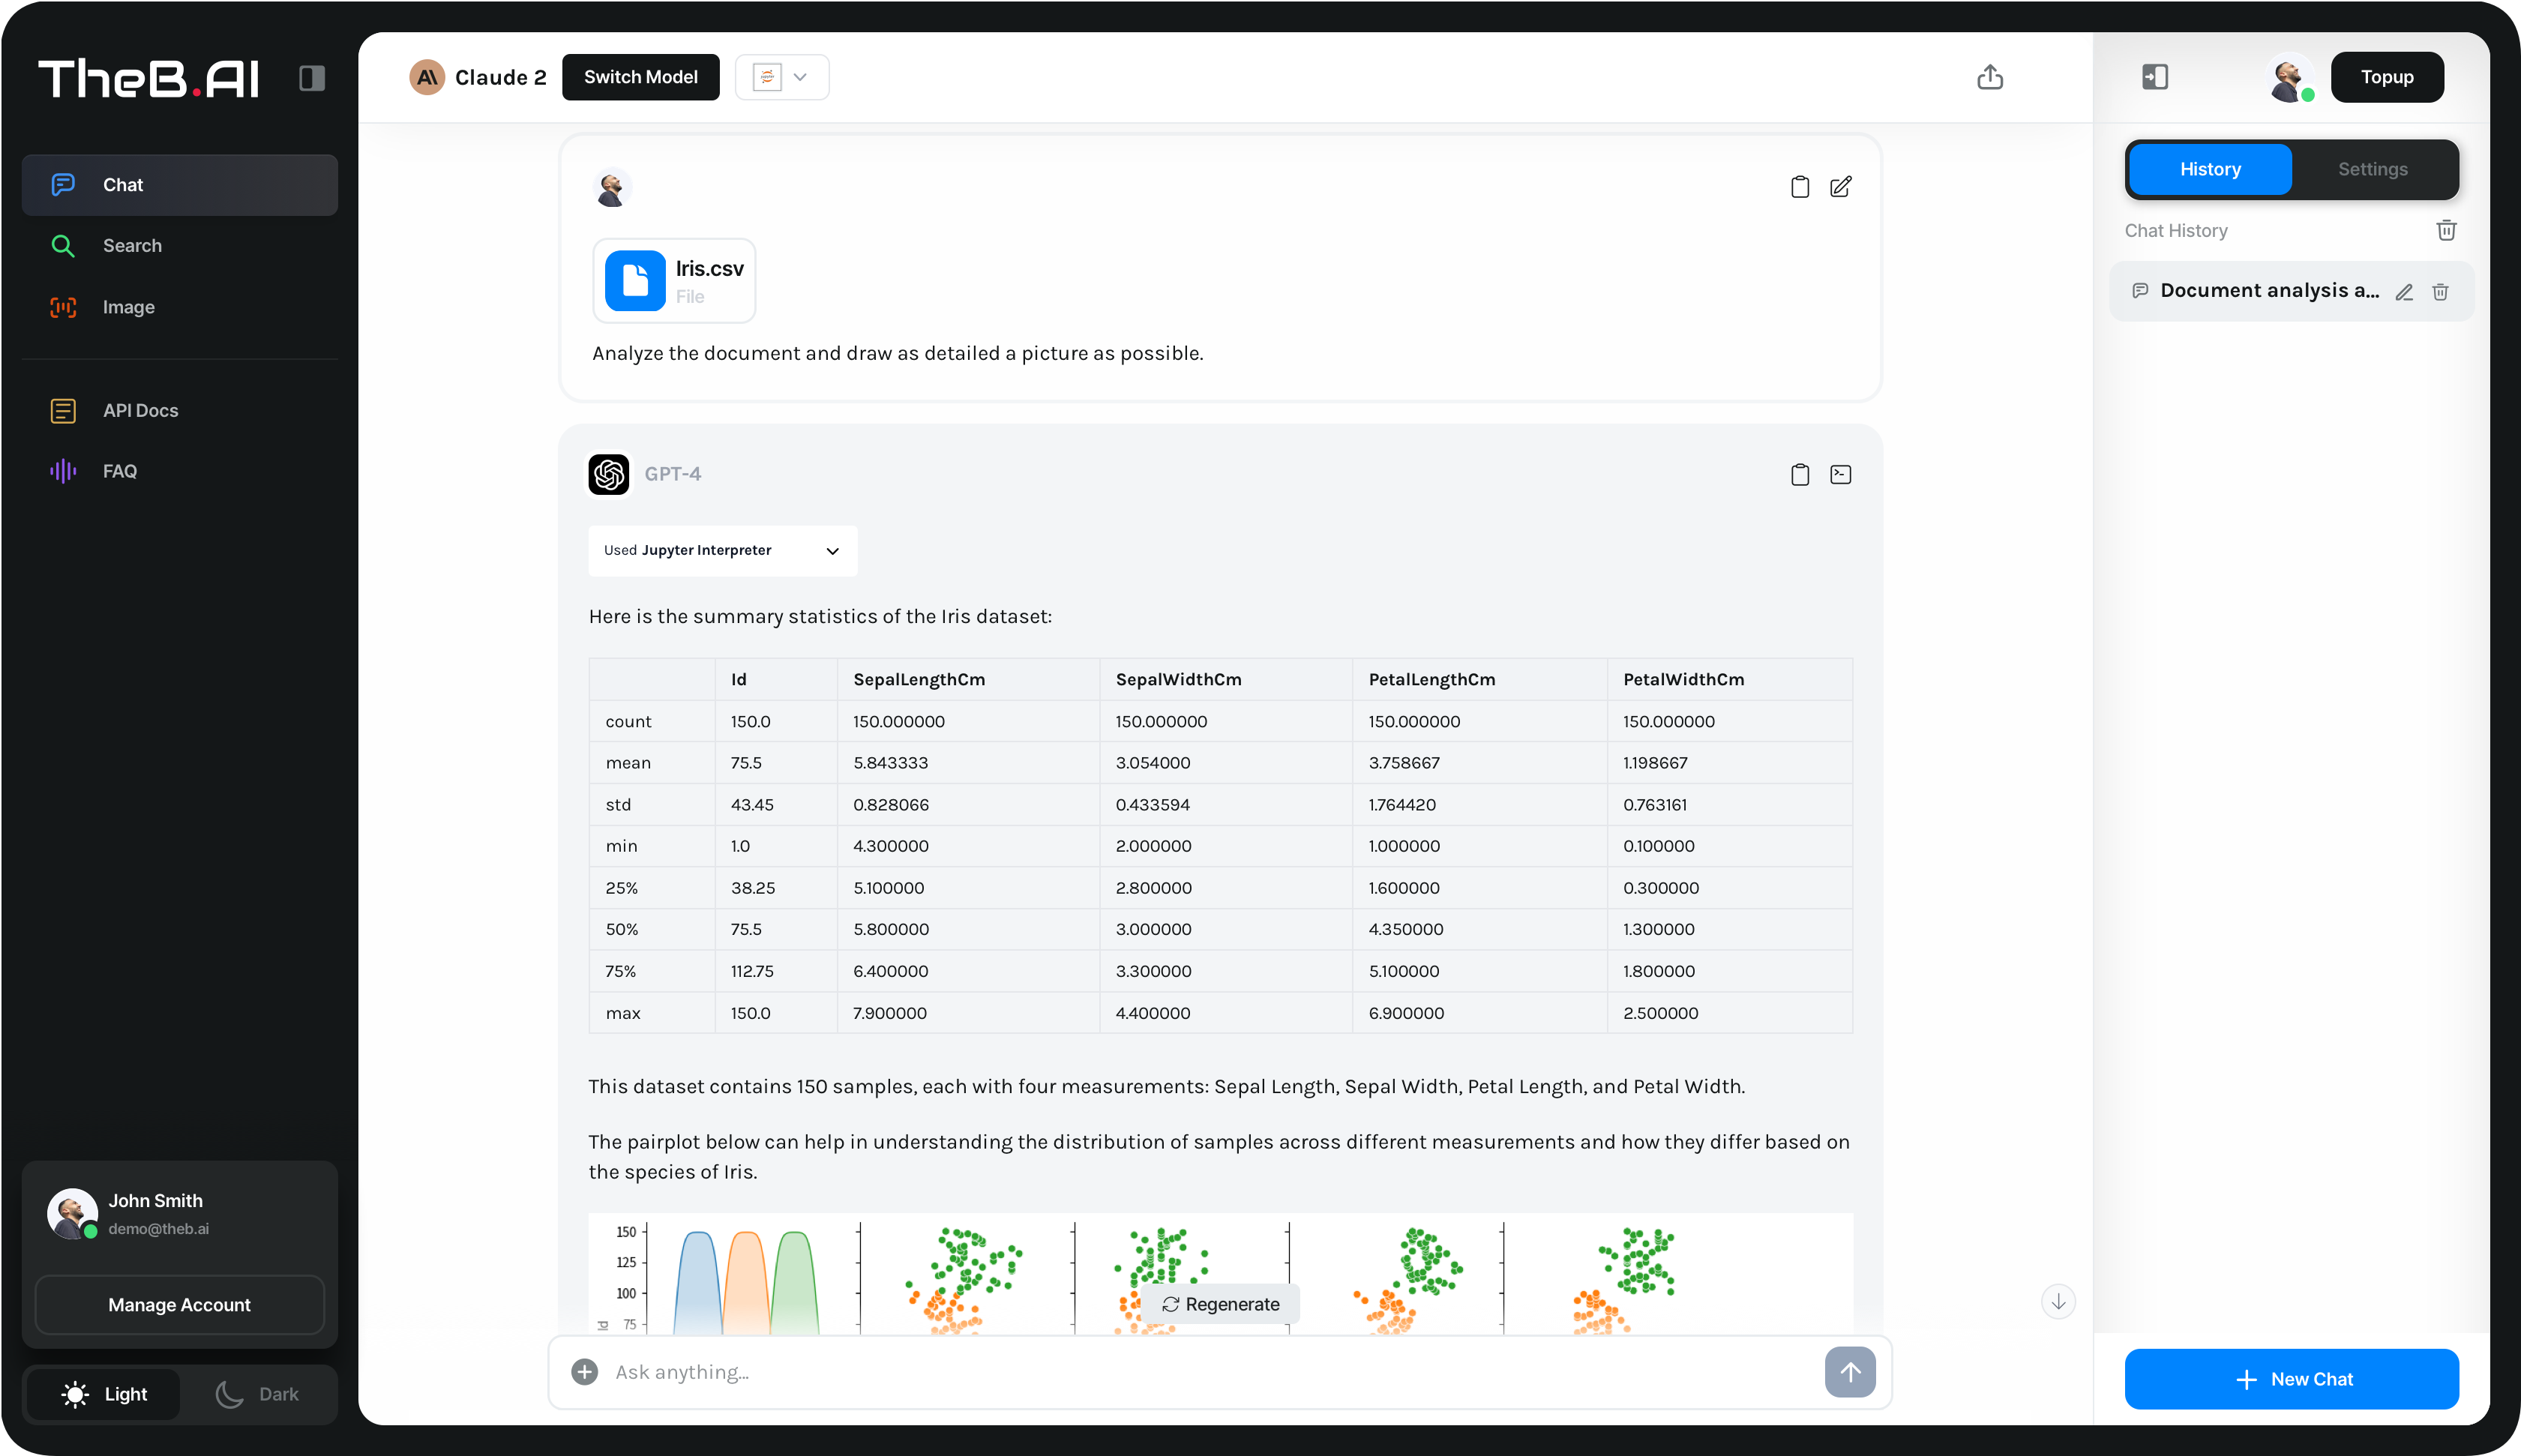 TheB.AI
Chat
Search
Image
API Docs
FAQ
John Smith
demo@theb.ai
Manage Account
Light
Dark
Claude 2
Switch Model
Iris.csv
File
Analyze the document and draw as detailed a picture as possible.
GPT-4
Used Jupyter Interpreter
Here is the summary statistics of the Iris dataset:
Id SepalLengthCm SepalWidthCm PetalLengthCm PetalWidthCm
count 150.0 150.000000 150.000000 150.000000 150.000000
mean 75.5 5.843333 3.054000 3.758667 1.198667
std 43.45 0.828066 0.433594 1.764420 0.763161
min 1.0 4.300000 2.000000 1.000000 0.100000
25% 38.25 5.100000 2.800000 1.600000 0.300000
50% 75.5 5.800000 3.000000 4.350000 1.300000
75% 112.75 6.400000 3.300000 5.100000 1.800000
max 150.0 7.900000 4.400000 6.900000 2.500000
This dataset contains 150 samples, each with four measurements: Sepal Length, Sepal Width, Petal Length, and Petal Width.
The pairplot below can help in understanding the distribution of samples across different measurements and how they differ based on
the species of Iris.
150
125
100
75
Id
Regenerate
Ask anything...
Topup
History
Settings
Chat History
Document analysis a...
New Chat